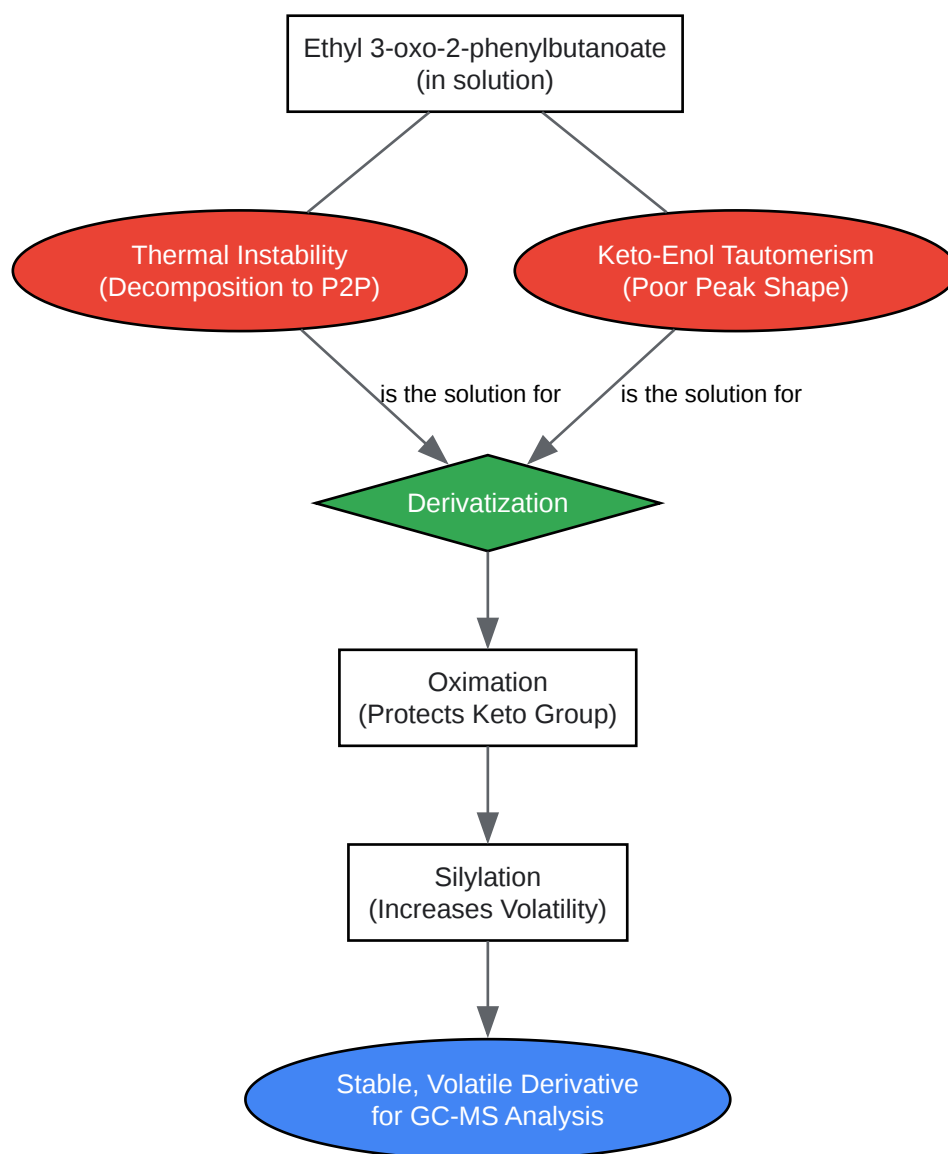 Ethyl 3-oxo-2-phenylbutanoate
(in solution)
Thermal Instability
(Decomposition to P2P)
Keto-Enol Tautomerism
(Poor Peak Shape)
is the solution for
is the solution for
Derivatization
Oximation
(Protects Keto Group)
Silylation
(Increases Volatility)
Stable, Volatile Derivative
for GC-MS Analysis